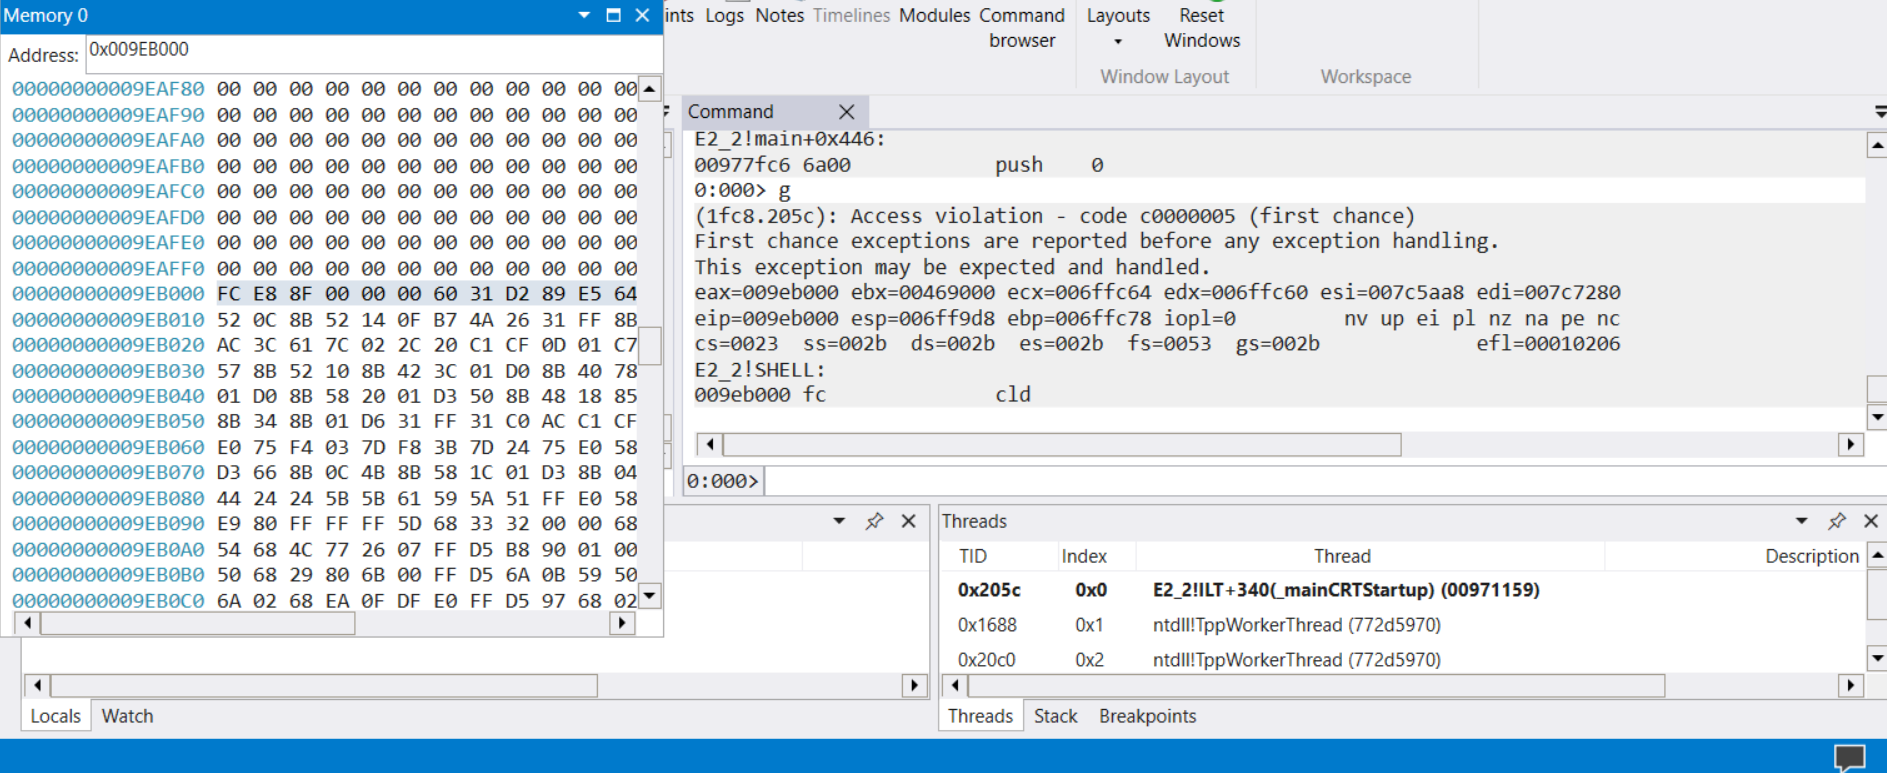 Memory 0
Address: 0x009EB000
00000000009EAF80 00 00 00 00 00 00 00 00 00 00 00 00
00000000009EAF90 00 00 00 00 00 00 00 00 00 00 00 00
00000000009EAFA0 00 00 00 00 00 00 00 00 00 00 00 00
00000000009EAFB0 00 00 00 00 00 00 00 00 00 00 00 00
00000000009EAFC0 00 00 00 00 00 00 00 00 00 00 00 00
00000000009EAFD0 00 00 00 00 00 00 00 00 00 00 00 00
00000000009EAFE0 00 00 00 00 00 00 00 00 00 00 00 00
00000000009EAFF0 00 00 00 00 00 00 00 00 00 00 00 00
00000000009EB000 FC E8 8F 00 00 00 60 31 D2 89 E5 64
00000000009EB010 52 0C 8B 52 14 0F B7 4A 26 31 FF 8B
00000000009EB020 AC 3C 61 7C 02 2C 20 C1 CF 0D 01 C7
00000000009EB030 57 8B 52 10 8B 42 3C 01 D0 8B 40 78
00000000009EB040 01 D0 8B 58 20 01 D3 50 8B 48 18 85
00000000009EB050 8B 34 8B 01 D6 31 FF 31 C0 AC C1 CF
00000000009EB060 E0 75 F4 03 7D F8 3B 7D 24 75 E0 58
00000000009EB070 D3 66 8B 0C 4B 8B 58 1C 01 D3 8B 04
00000000009EB080 44 24 24 5B 5B 61 59 5A 51 FF E0 58
00000000009EB090 E9 80 FF FF FF 5D 68 33 32 00 00 68
00000000009EB0A0 54 68 4C 77 26 07 FF D5 B8 90 01 00
00000000009EB0B0 50 68 29 80 6B 00 FF D5 6A 0B 59 50
00000000009EB0C0 6A 02 68 EA 0F DF E0 FF D5 97 68 02
Locals Watch
ints Logs Notes Timelines Modules Command
browser
Layouts Reset
Windows
Window Layout Workspace
Command
E2_2!main+0x446:
00977fc6 6a00 push 0
0:000> g
(1fc8.205c): Access violation - code c0000005 (first chance)
First chance exceptions are reported before any exception handling.
This exception may be expected and handled.
eax=009eb000 ebx=00469000 ecx=006ffc64 edx=006ffc60 esi=007c5aa8 edi=007c7280
eip=009eb000 esp=006ff9d8 ebp=006ffc78 iopl=0 nv up ei pl nz na pe nc
cs=0023 ss=002b ds=002b es=002b fs=0053 gs=002b efl=00010206
E2_2!SHELL:
009eb000 fc cld
0:000>
Threads
TID Index Thread Description
0x205c 0x0 E2_2!ILT+340(_mainCRTStartup) (00971159)
0x1688 0x1 ntdll!TppWorkerThread (772d5970)
0x20c0 0x2 ntdll!TppWorkerThread (772d5970)
Threads Stack Breakpoints